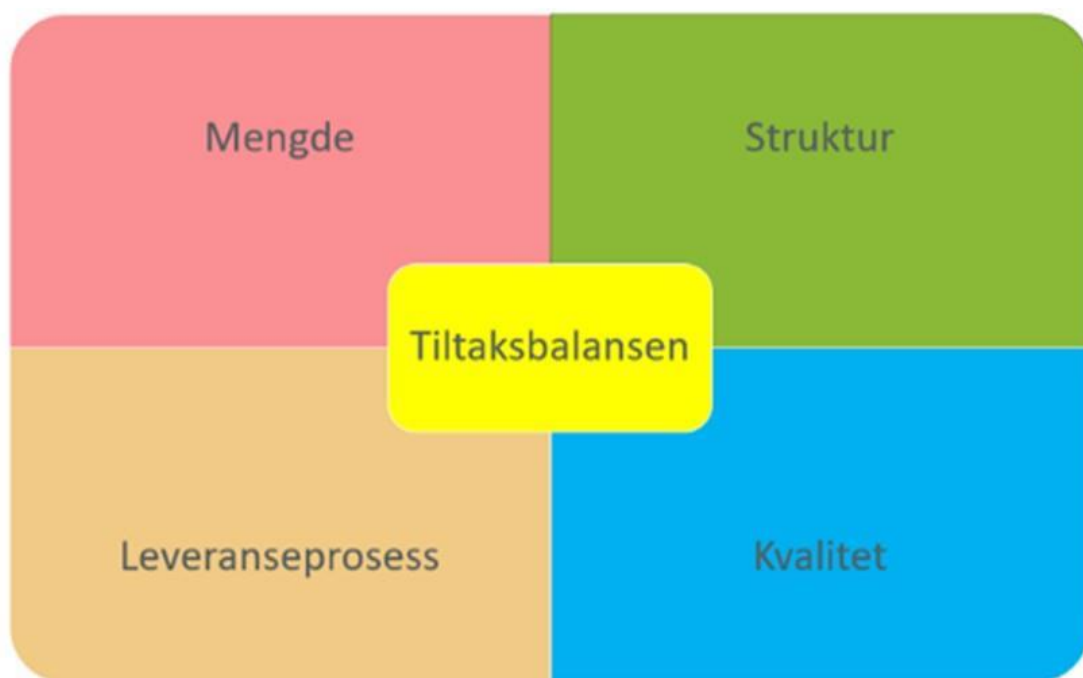 Mengde
Struktur
Tiltaksbalansen
Leveranseprosess
Kvalitet